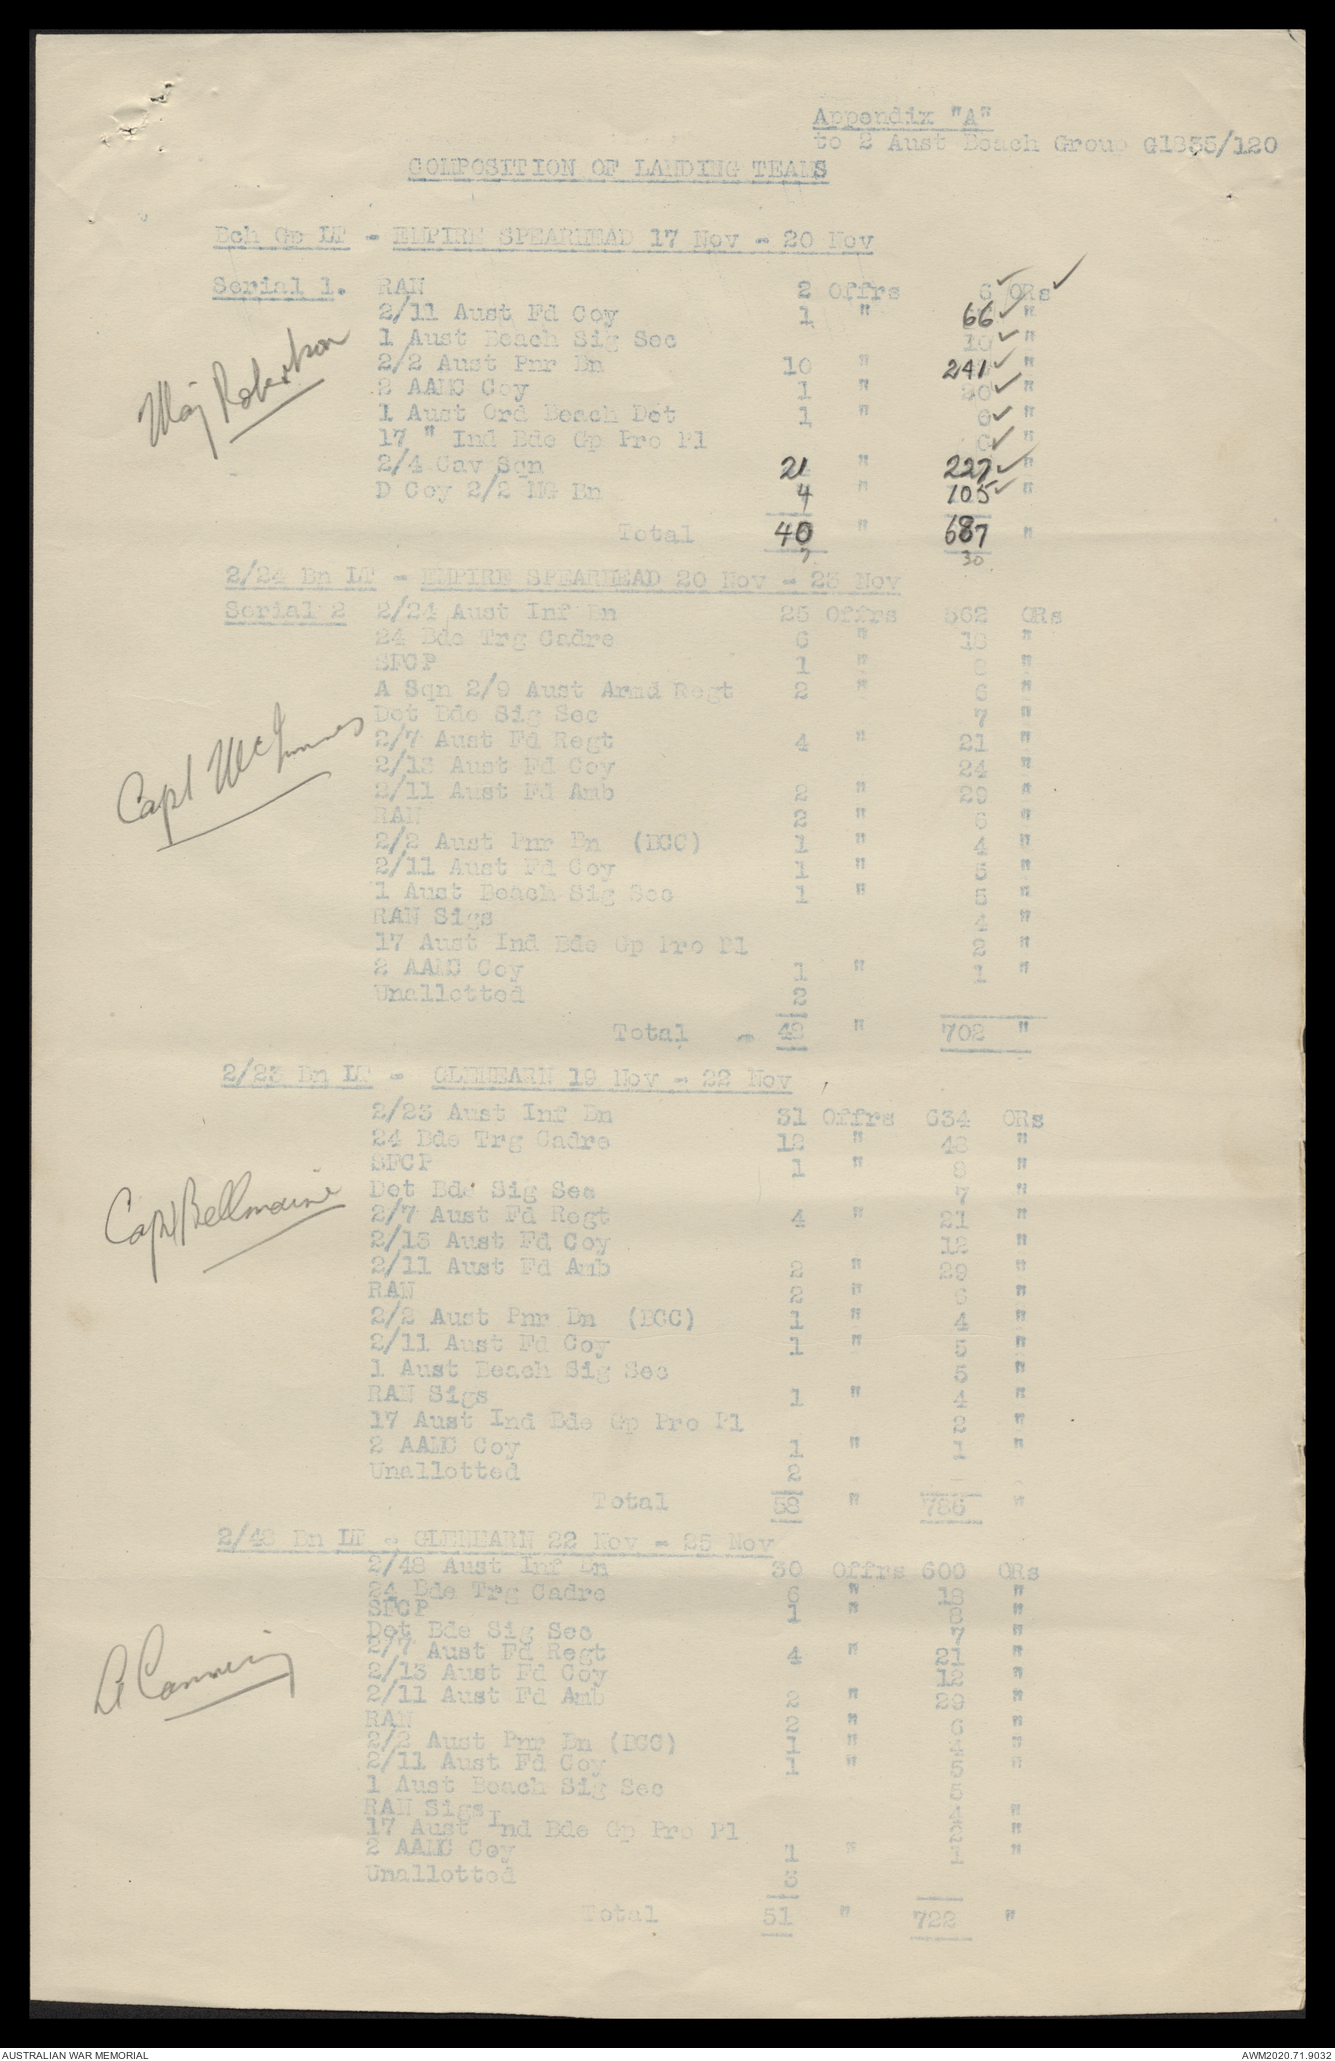 Appendix "A"
to 2 Aust Beach Group G1835/120
COMPOSITION OF LANDING TEAMS
Bch Gp LT - EMPIRE SPEARHEAD 17 Nov - 20 Nov
Serial 1. RAN 2 Offrs 6 ✓ ORs ✓
2/11 Aust Fd Coy 1 " 66 ✓ "
1 Aust Beach Sig Sec 10 ✓ "
2/2 Aust Pnr Bn 10 " 241 ✓ "
2 AAMC Coy 1 " 20 ✓ "
1 Aust Ord Beach Det 1 " 6 ✓ "
17 " Ind Bde Gp Pro Pl 6 ✓ "
2/4 Cav Sqn 21 " 227 ✓ "
D Coy 2/2 MG Bn 4 " 105 ✓ "
Total 40 " 687 "
7 30
Maj Robertson
2/24 Bn LT - EMPIRE SPEARHEAD 20 Nov - 23 Nov
Serial 2 2/24 Aust Inf Bn 25 Offrs 562 ORs
24 Bde Trg Cadre 6 " 18 "
SFCP 1 " 8 "
A Sqn 2/9 Aust Armd Regt 2 " 6 "
Det Bde Sig Sec 7 "
2/7 Aust Fd Regt 4 " 21 "
2/13 Aust Fd Coy 24 "
2/11 Aust Fd Amb 2 " 29 "
RAN 2 " 6 "
2/2 Aust Pnr Bn (BGC) 1 " 4 "
2/11 Aust Fd Coy 1 " 5 "
1 Aust Beach Sig Sec 1 " 5 "
RAN Sigs 4 "
17 Aust Ind Bde Gp Pro Pl 2 "
2 AAMC Coy 1 " 1 "
Unallotted 2
Total - 48 " 702 "
Capt McInnes
2/23 Bn LT - GLENEARN 19 Nov - 22 Nov
2/23 Aust Inf Bn 31 Offrs 634 ORs
24 Bde Trg Cadre 12 " 48 "
SFCP 1 " 8 "
Det Bde Sig Sec 7 "
2/7 Aust Fd Regt 4 " 21 "
2/13 Aust Fd Coy 12 "
2/11 Aust Fd Amb 2 " 29 "
RAN 2 " 6 "
2/2 Aust Pnr Bn (BGC) 1 " 4 "
2/11 Aust Fd Coy 1 " 5 "
1 Aust Beach Sig Sec 5 "
RAN Sigs 1 " 4 "
17 Aust Ind Bde Gp Pro Pl 2 "
2 AAMC Coy 1 " 1 "
Unallotted 2
Total 58 " 786 "
Capt Bellmaine
2/48 Bn LT - GLENEARN 22 Nov - 25 Nov
2/48 Aust Inf Bn 30 Offrs 600 ORs
24 Bde Trg Cadre 6 " 18 "
SFCP 1 " 8 "
Det Bde Sig Sec 7 "
2/7 Aust Fd Regt 4 " 21 "
2/13 Aust Fd Coy 12 "
2/11 Aust Fd Amb 2 " 29 "
RAN 2 " 6 "
2/2 Aust Pnr Bn (BGC) 1 " 4 "
2/11 Aust Fd Coy 1 " 5 "
1 Aust Beach Sig Sec 5
RAN Sigs 4 "
17 Aust Ind Bde Gp Pro Pl 2 "
2 AAMC Coy 1 " 1 "
Unallotted 3
Total 51 " 722 "
Canning
AUSTRALIAN WAR MEMORIAL
AWM2020.71.9032